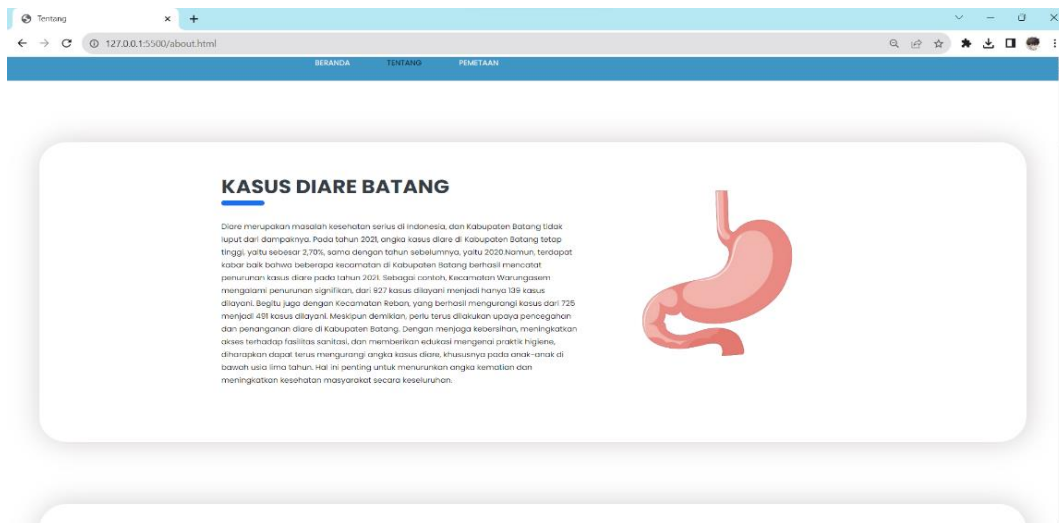 Tentang
127.0.0.1:5500/about.html
BERANDA TENTANG PEMETAAN
KASUS DIARE BATANG
Diare merupakan masalah kesehatan serius di Indonesia, dan Kabupaten Batang tidak
luput dari dampaknya. Pada tahun 2021, angka kasus diare di Kabupaten Batang tetap
tinggi, yaitu sebesar 2,70%, sama dengan tahun sebelumnya, yaitu 2020.Namun, terdapat
kabar baik bahwa beberapa kecamatan di Kabupaten Batang berhasil mencatat
penurunan kasus diare pada tahun 2021. Sebagai contoh, Kecamatan Warungasem
mengalami penurunan signifikan, dari 927 kasus dilayani menjadi hanya 139 kasus
dilayani. Begitu juga dengan Kecamatan Reban, yang berhasil mengurangi kasus dari 725
menjadi 491 kasus dilayani. Meskipun demikian, perlu terus dilakukan upaya pencegahan
dan penanganan diare di Kabupaten Batang. Dengan menjaga kebersihan, meningkatkan
akses terhadap fasilitas sanitasi, dan memberikan edukasi mengenai praktik higiene,
diharapkan dapat terus mengurangi angka kasus diare, khususnya pada anak-anak di
bawah usia lima tahun. Hal ini penting untuk menurunkan angka kematian dan
meningkatkan kesehatan masyarakat secara keseluruhan.